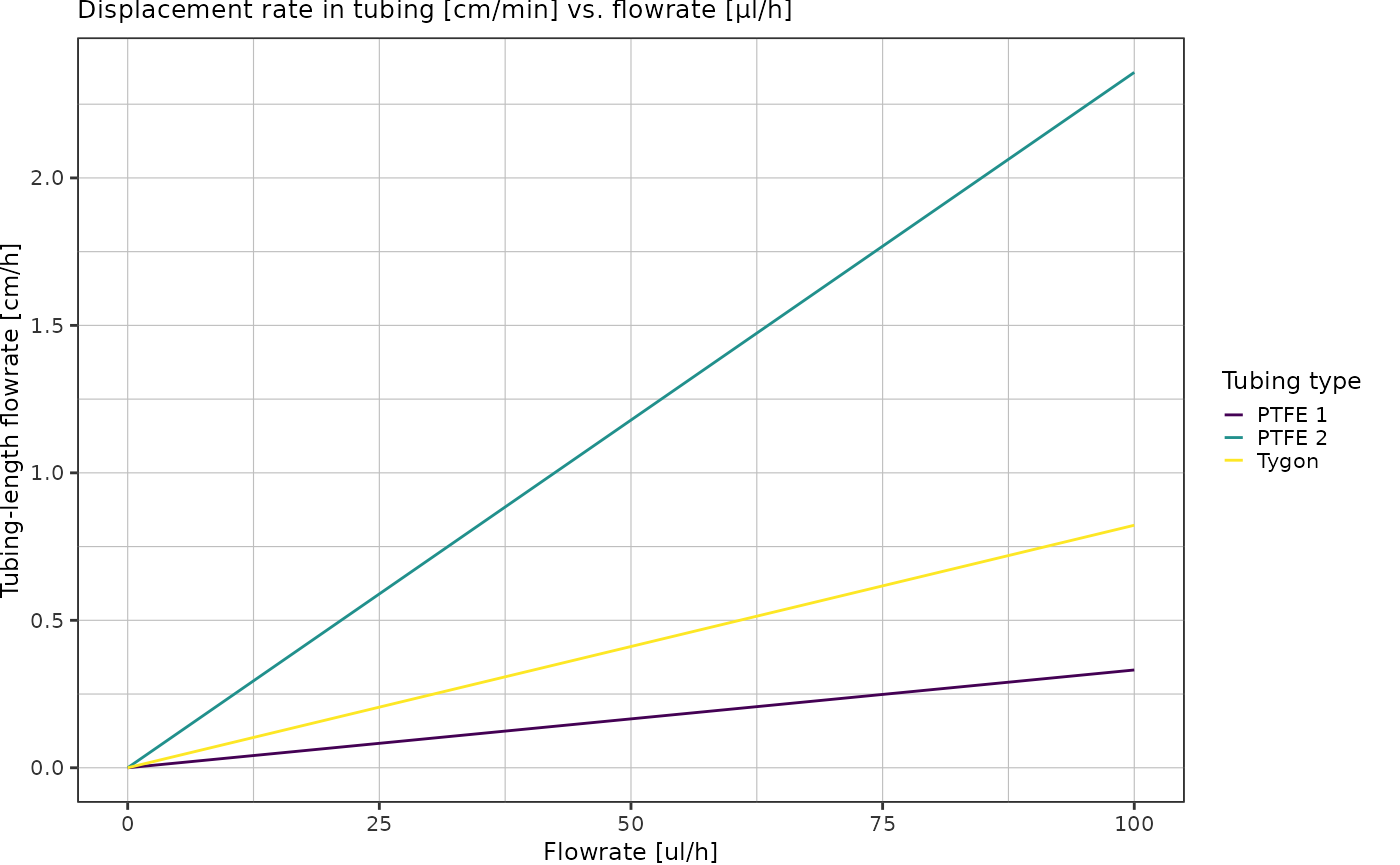 Displacement rate in tubing [cm/min] vs. flowrate [µl/h]
Tubing-length flowrate [cm/h]
2.0
1.5
1.0
0.5
0.0
0 25 50 75 100
Flowrate [ul/h]
Tubing type
PTFE 1
PTFE 2
Tygon